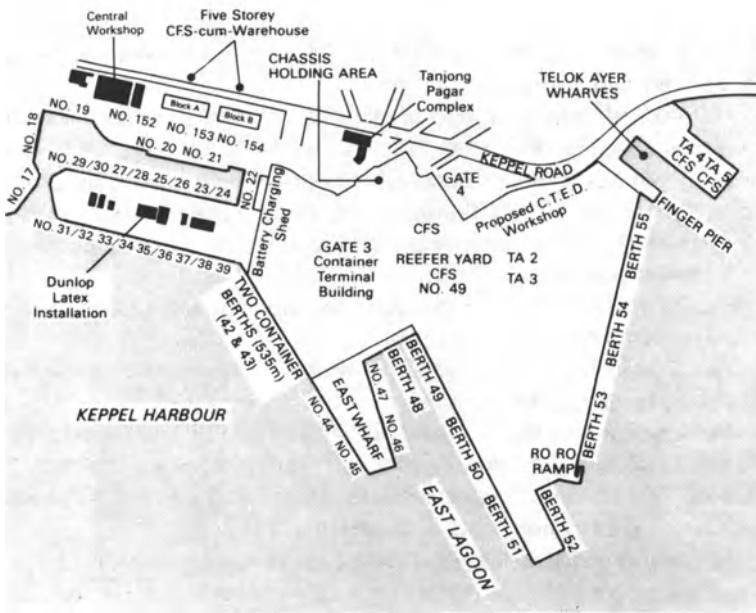 Central
Workshop
Five Storey
CFS-cum-Warehouse
CHASSIS
HOLDING AREA
Tanjong
Pagar
Complex
TELOK AYER
WHARVES
Block A
Block B
NO. 19
NO. 152
NO. 153
NO. 154
NO. 18
NO. 17
NO. 20
NO. 21
NO. 22
NO. 29/30
27/28
25/26
23/24
KEPPEL ROAD
GATE
4
TA 4
CFS
TA 5
CFS
Proposed C.T.E.D.
Workshop
FINGER PIER
Battery Charging
Shed
CFS
NO. 31/32
33/34
35/36
37/38
39
GATE 3
Container
Terminal
Building
REEFER YARD
CFS
NO. 49
TA 2
TA 3
Dunlop
Latex
Installation
TWO CONTAINER
BERTHS (535m)
(42 & 43)
BERTH 55
BERTH 54
BERTH 53
KEPPEL HARBOUR
NO. 44
NO. 45
EAST WHARF
NO. 47
NO. 46
BERTH 48
BERTH 49
BERTH 50
BERTH 51
RO RO
RAMP
BERTH 52
EAST LAGOON